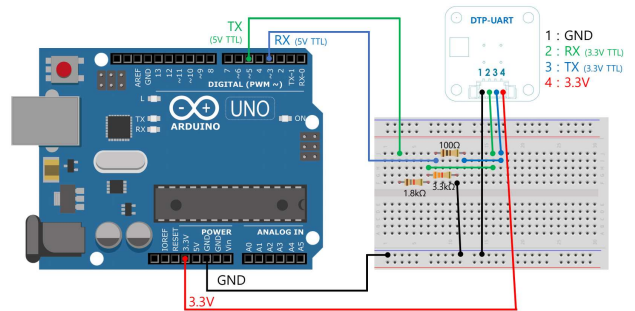 TX
(5V TTL)
RX (5V TTL)
DTP-UART
1 2 3 4
1 : GND
2 : RX (3.3V TTL)
3 : TX (3.3V TTL)
4 : 3.3V
AREF
GND
13
12
~11
~10
~9
8
7
~6
~5
4
~3
2
TX-1
RX-0
DIGITAL (PWM ~)
L
TX
RX
ARDUINO
UNO
ON
100Ω
3.3kΩ
1.8kΩ
POWER
ANALOG IN
IOREF
RESET
3.3V
5V
GND
GND
Vin
A0
A1
A2
A3
A4
A5
GND
3.3V